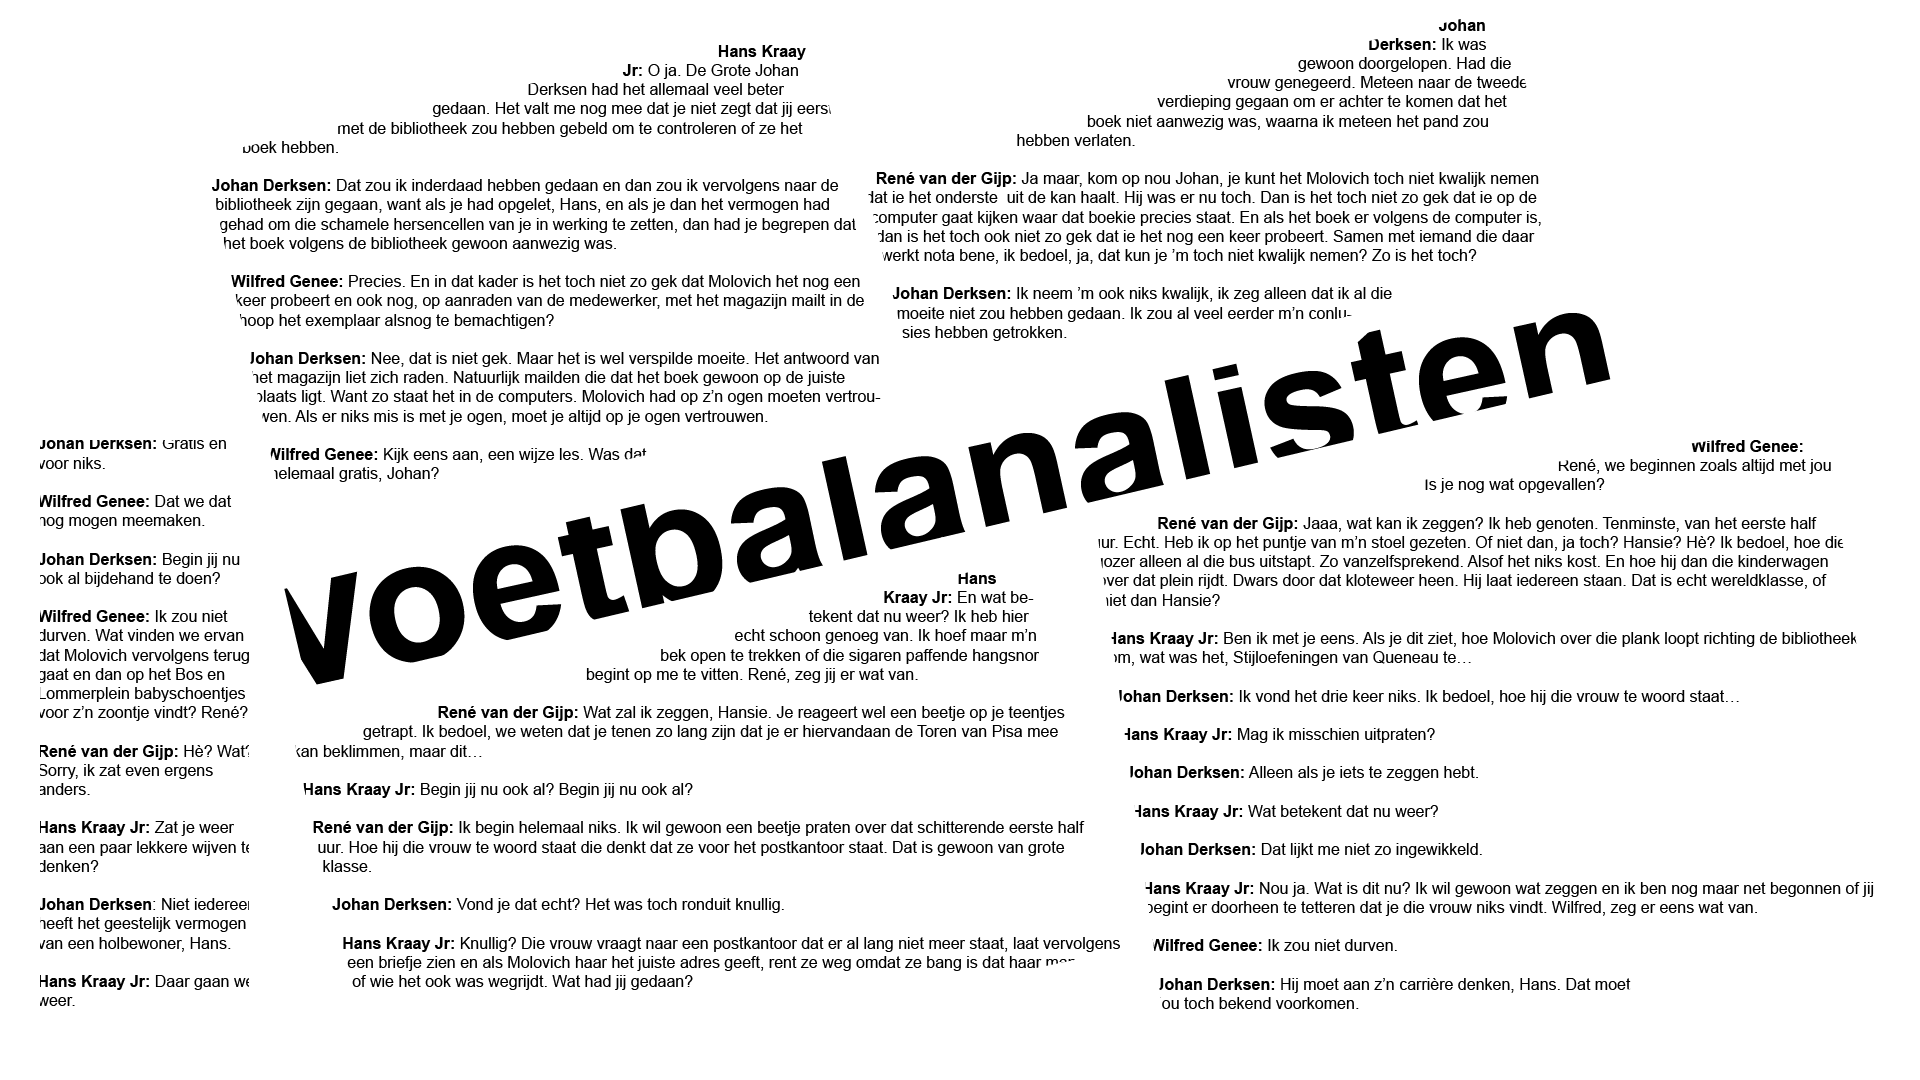 Hans Kraay
Jr: O ja. De Grote Johan
Derksen had het allemaal veel beter
gedaan. Het valt me nog mee dat je niet zegt dat jij eerst
met de bibliotheek zou hebben gebeld om te controleren of ze het
boek hebben.
Johan Derksen: Dat zou ik inderdaad hebben gedaan en dan zou ik vervolgens naar de
bibliotheek zijn gegaan, want als je had opgelet, Hans, en als je dan het vermogen had
gehad om die schamele hersencellen van je in werking te zetten, dan had je begrepen dat
het boek volgens de bibliotheek gewoon aanwezig was.
Wilfred Genee: Precies. En in dat kader is het toch niet zo gek dat Molovich het nog een
keer probeert en ook nog, op aanraden van de medewerker, met het magazijn mailt in de
hoop het exemplaar alsnog te bemachtigen?
Johan Derksen: Nee, dat is niet gek. Maar het is wel verspilde moeite. Het antwoord van
het magazijn liet zich raden. Natuurlijk mailden die dat het boek gewoon op de juiste
plaats ligt. Want zo staat het in de computers. Molovich had op z’n ogen moeten vertrou-
wen. Als er niks mis is met je ogen, moet je altijd op je ogen vertrouwen.
Wilfred Genee: Kijk eens aan, een wijze les. Was dat
helemaal gratis, Johan?
Johan Derksen: Gratis en
voor niks.
Wilfred Genee: Dat we dat
nog mogen meemaken.
Johan Derksen: Begin jij nu
ook al bijdehand te doen?
Wilfred Genee: Ik zou niet
durven. Wat vinden we ervan
dat Molovich vervolgens terug
gaat en dan op het Bos en
Lommerplein babyschoentjes
voor z’n zoontje vindt? René?
René van der Gijp: Hè? Wat?
Sorry, ik zat even ergens
anders.
Hans Kraay Jr: Zat je weer
aan een paar lekkere wijven te
denken?
Johan Derksen: Niet iedereen
heeft het geestelijk vermogen
van een holbewoner, Hans.
Hans Kraay Jr: Daar gaan we
weer.
Johan
Derksen: Ik was
gewoon doorgelopen. Had die
vrouw genegeerd. Meteen naar de tweede
verdieping gegaan om er achter te komen dat het
boek niet aanwezig was, waarna ik meteen het pand zou
hebben verlaten.
René van der Gijp: Ja maar, kom op nou Johan, je kunt het Molovich toch niet kwalijk nemen
dat ie het onderste  uit de kan haalt. Hij was er nu toch. Dan is het toch niet zo gek dat ie op de
computer gaat kijken waar dat boekie precies staat. En als het boek er volgens de computer is,
dan is het toch ook niet zo gek dat ie het nog een keer probeert. Samen met iemand die daar
werkt nota bene, ik bedoel, ja, dat kun je ’m toch niet kwalijk nemen? Zo is het toch?
Johan Derksen: Ik neem ’m ook niks kwalijk, ik zeg alleen dat ik al die
moeite niet zou hebben gedaan. Ik zou al veel eerder m’n conlu-
sies hebben getrokken.
voetbalanalisten
Hans
Kraay Jr: En wat be-
tekent dat nu weer? Ik heb hier
echt schoon genoeg van. Ik hoef maar m’n
bek open te trekken of die sigaren paffende hangsnor
begint op me te vitten. René, zeg jij er wat van.
René van der Gijp: Wat zal ik zeggen, Hansie. Je reageert wel een beetje op je teentjes
getrapt. Ik bedoel, we weten dat je tenen zo lang zijn dat je er hiervandaan de Toren van Pisa mee
kan beklimmen, maar dit…
Hans Kraay Jr: Begin jij nu ook al? Begin jij nu ook al?
René van der Gijp: Ik begin helemaal niks. Ik wil gewoon een beetje praten over dat schitterende eerste half
uur. Hoe hij die vrouw te woord staat die denkt dat ze voor het postkantoor staat. Dat is gewoon van grote
klasse.
Johan Derksen: Vond je dat echt? Het was toch ronduit knullig.
Hans Kraay Jr: Knullig? Die vrouw vraagt naar een postkantoor dat er al lang niet meer staat, laat vervolgens
een briefje zien en als Molovich haar het juiste adres geeft, rent ze weg omdat ze bang is dat haar man
of wie het ook was wegrijdt. Wat had jij gedaan?
Wilfred Genee:
René, we beginnen zoals altijd met jou
Is je nog wat opgevallen?
René van der Gijp: Jaaa, wat kan ik zeggen? Ik heb genoten. Tenminste, van het eerste half
uur. Echt. Heb ik op het puntje van m’n stoel gezeten. Of niet dan, ja toch? Hansie? Hè? Ik bedoel, hoe die
gozer alleen al die bus uitstapt. Zo vanzelfsprekend. Alsof het niks kost. En hoe hij dan die kinderwagen
over dat plein rijdt. Dwars door dat kloteweer heen. Hij laat iedereen staan. Dat is echt wereldklasse, of
niet dan Hansie?
Hans Kraay Jr: Ben ik met je eens. Als je dit ziet, hoe Molovich over die plank loopt richting de bibliotheek
om, wat was het, Stijloefeningen van Queneau te…
Johan Derksen: Ik vond het drie keer niks. Ik bedoel, hoe hij die vrouw te woord staat…
Hans Kraay Jr: Mag ik misschien uitpraten?
Johan Derksen: Alleen als je iets te zeggen hebt.
Hans Kraay Jr: Wat betekent dat nu weer?
Johan Derksen: Dat lijkt me niet zo ingewikkeld.
Hans Kraay Jr: Nou ja. Wat is dit nu? Ik wil gewoon wat zeggen en ik ben nog maar net begonnen of jij
begint er doorheen te tetteren dat je die vrouw niks vindt. Wilfred, zeg er eens wat van.
Wilfred Genee: Ik zou niet durven.
Johan Derksen: Hij moet aan z’n carrière denken, Hans. Dat moet
jou toch bekend voorkomen.